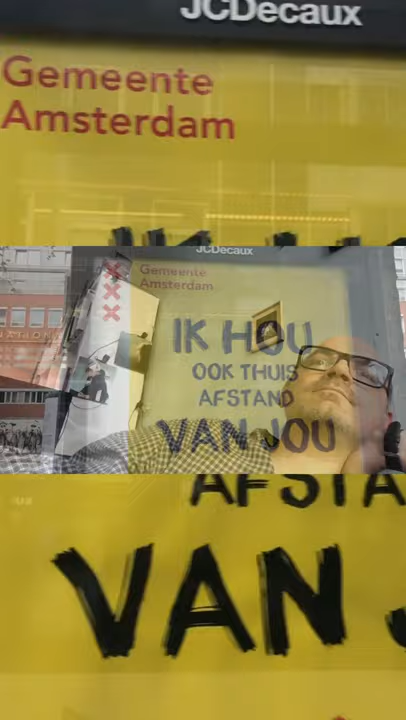 JCDecaux
Gemeente
Amsterdam
JCDecaux
Gemeente
Amsterdam
IK HOU
OOK THUIS
AFSTAND
VAN JOU
AFSTA
VAN J